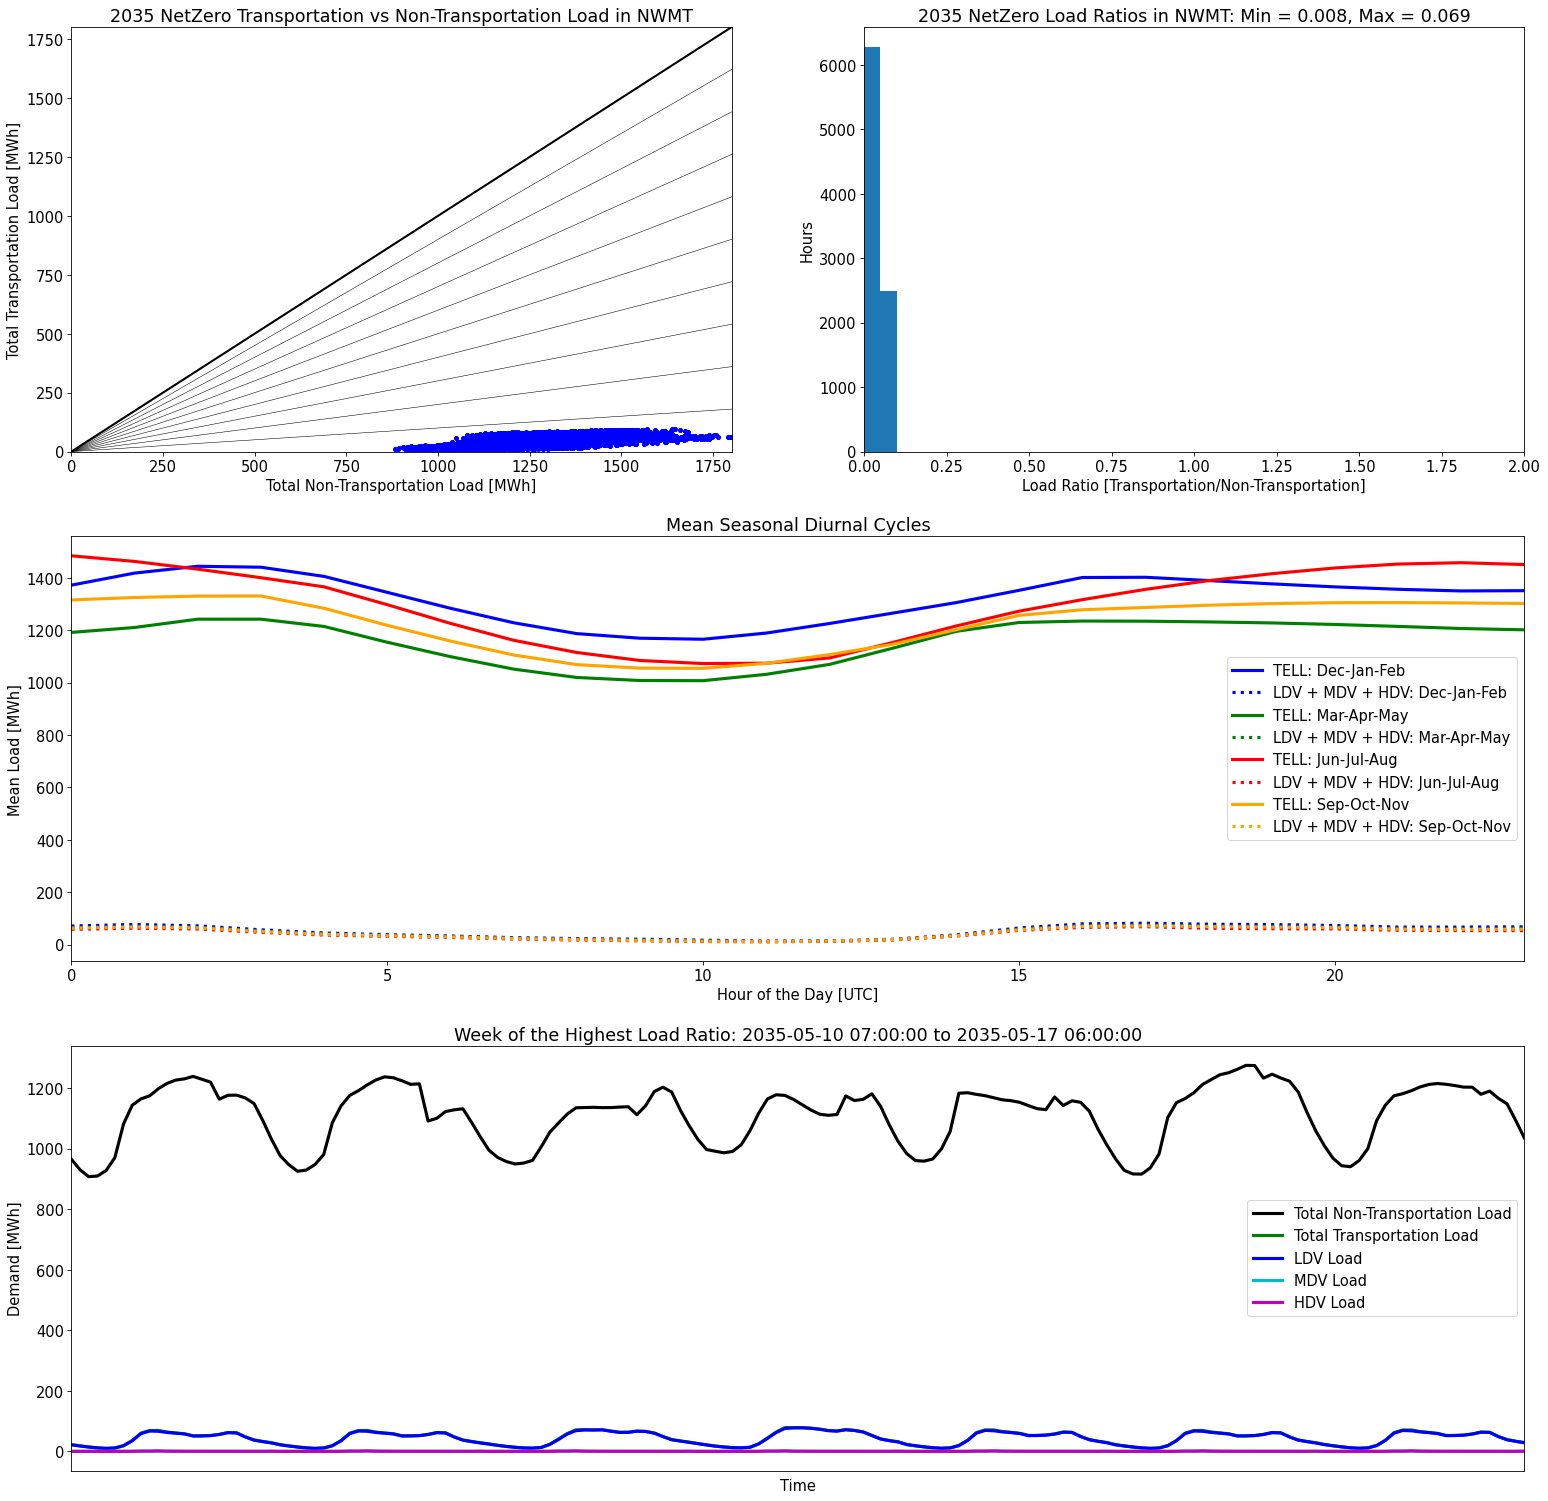 2035 NetZero Transportation vs Non-Transportation Load in NWMT
Total Transportation Load [MWh]
1750
1500
1250
1000
750
500
250
0
0 250 500 750 1000 1250 1500 1750
Total Non-Transportation Load [MWh]
2035 NetZero Load Ratios in NWMT: Min = 0.008, Max = 0.069
Hours
6000
5000
4000
3000
2000
1000
0
0.00 0.25 0.50 0.75 1.00 1.25 1.50 1.75 2.00
Load Ratio [Transportation/Non-Transportation]
Mean Seasonal Diurnal Cycles
Mean Load [MWh]
1400
1200
1000
800
600
400
200
0
TELL: Dec-Jan-Feb
LDV + MDV + HDV: Dec-Jan-Feb
TELL: Mar-Apr-May
LDV + MDV + HDV: Mar-Apr-May
TELL: Jun-Jul-Aug
LDV + MDV + HDV: Jun-Jul-Aug
TELL: Sep-Oct-Nov
LDV + MDV + HDV: Sep-Oct-Nov
0 5 10 15 20
Hour of the Day [UTC]
Week of the Highest Load Ratio: 2035-05-10 07:00:00 to 2035-05-17 06:00:00
Demand [MWh]
1200
1000
800
600
400
200
0
Total Non-Transportation Load
Total Transportation Load
LDV Load
MDV Load
HDV Load
Time